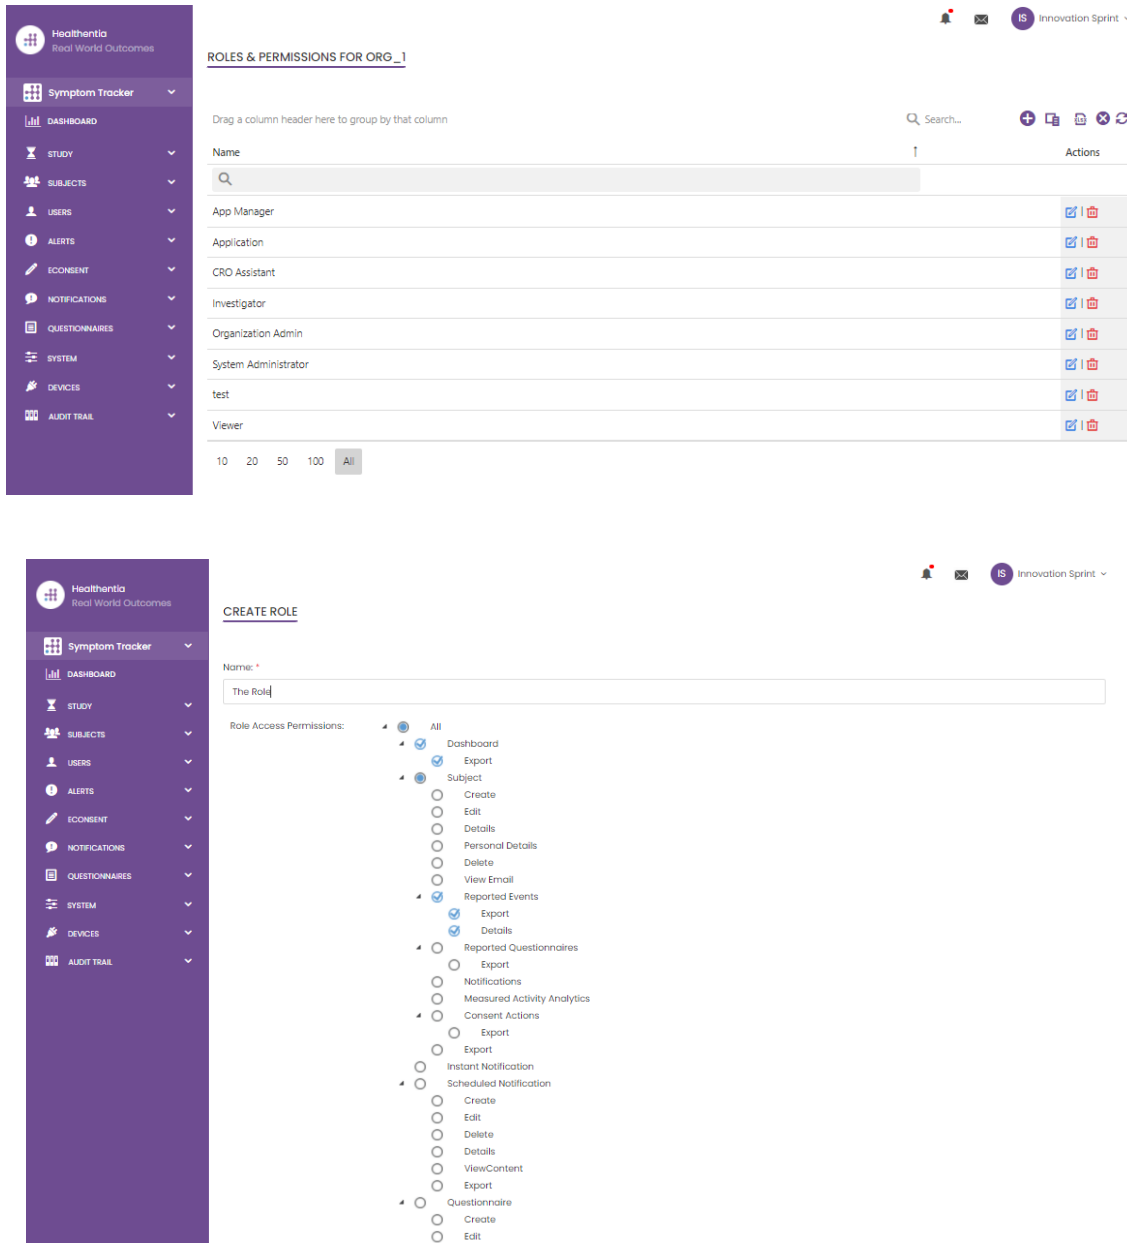 Healthentia
Real World Outcomes
IS Innovation Sprint
ROLES & PERMISSIONS FOR ORG_1
Symptom Tracker
DASHBOARD
STUDY
SUBJECTS
USERS
ALERTS
ECONSENT
NOTIFICATIONS
QUESTIONNAIRES
SYSTEM
DEVICES
AUDIT TRAIL
Drag a column header here to group by that column
Search...
Name
Actions
App Manager
Application
CRO Assistant
Investigator
Organization Admin
System Administrator
test
Viewer
10 20 50 100 All
Healthentia
Real World Outcomes
IS Innovation Sprint
CREATE ROLE
Symptom Tracker
DASHBOARD
STUDY
SUBJECTS
USERS
ALERTS
ECONSENT
NOTIFICATIONS
QUESTIONNAIRES
SYSTEM
DEVICES
AUDIT TRAIL
Name: *
The Role
Role Access Permissions:
All
Dashboard
Export
Subject
Create
Edit
Details
Personal Details
Delete
View Email
Reported Events
Export
Details
Reported Questionnaires
Export
Notifications
Measured Activity Analytics
Consent Actions
Export
Export
Instant Notification
Scheduled Notification
Create
Edit
Delete
Details
ViewContent
Export
Questionnaire
Create
Edit